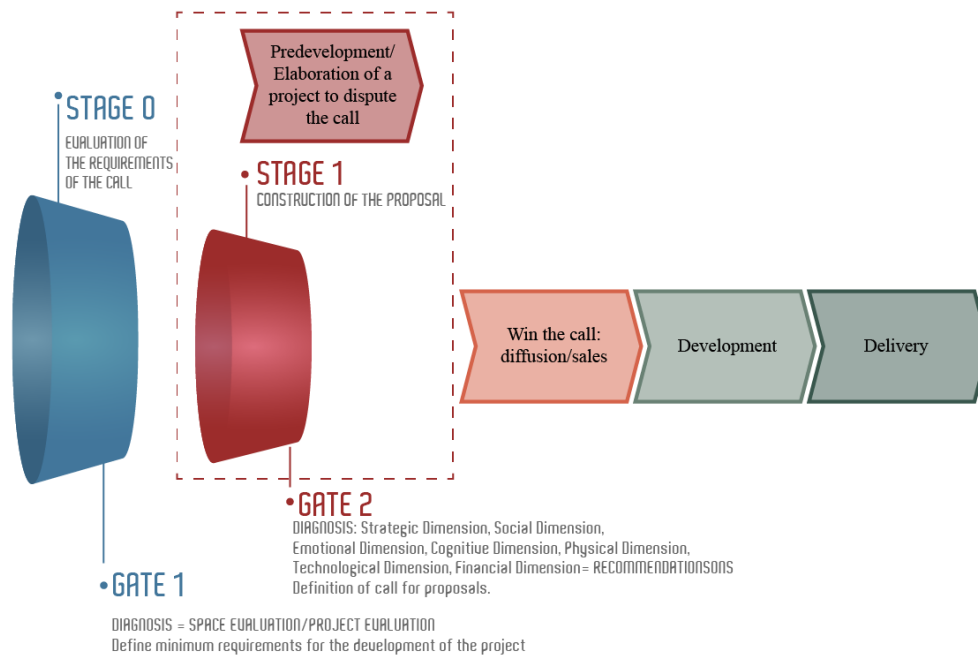 Predevelopment/
Elaboration of a
project to dispute
the call
STAGE 0
EVALUATION OF
THE REQUIREMENTS
OF THE CALL
STAGE 1
CONSTRUCTION OF THE PROPOSAL
Win the call:
diffusion/sales
Development
Delivery
GATE 2
DIAGNOSIS: Strategic Dimension, Social Dimension,
Emotional Dimension, Cognitive Dimension, Physical Dimension,
Technological Dimension, Financial Dimension= RECOMMENDATIONSONS
Definition of call for proposals.
GATE 1
DIAGNOSIS = SPACE EVALUATION/PROJECT EVALUATION
Define minimum requirements for the development of the project